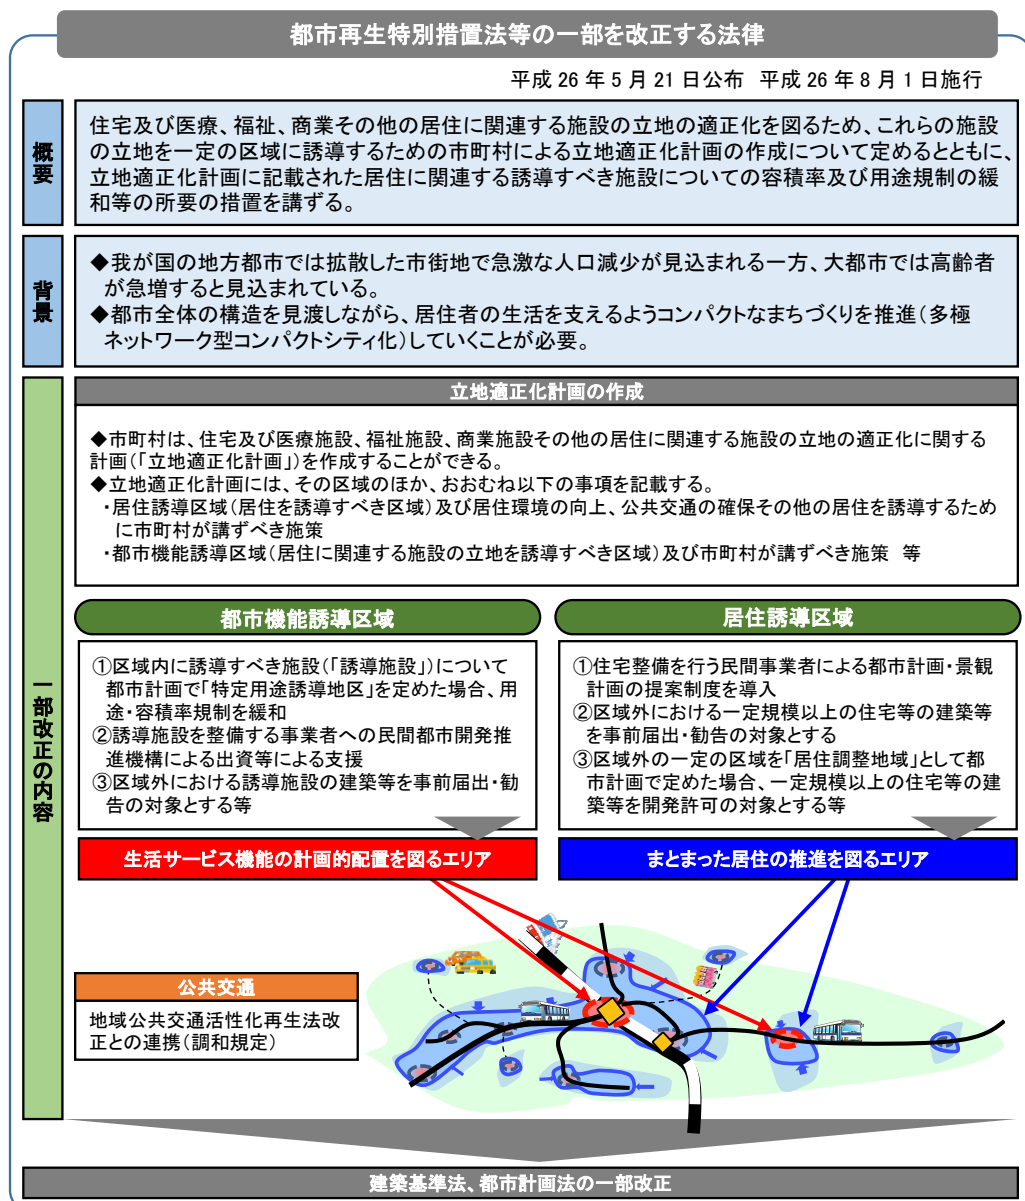 都市再生特別措置法等の一部を改正する法律
平成 26 年 5 月 21 日公布 平成 26 年 8 月 1 日施行
概要
住宅及び医療、福祉、商業その他の居住に関連する施設の立地の適正化を図るため、これらの施設
の立地を一定の区域に誘導するための市町村による立地適正化計画の作成について定めるとともに、
立地適正化計画に記載された居住に関連する誘導すべき施設についての容積率及び用途規制の緩
和等の所要の措置を講ずる。
背景
◆我が国の地方都市では拡散した市街地で急激な人口減少が見込まれる一方、大都市では高齢者
が急増すると見込まれている。
◆都市全体の構造を見渡しながら、居住者の生活を支えるようコンパクトなまちづくりを推進(多極
ネットワーク型コンパクトシティ化)していくことが必要。
一部改正の内容
立地適正化計画の作成
◆市町村は、住宅及び医療施設、福祉施設、商業施設その他の居住に関連する施設の立地の適正化に関する
計画(「立地適正化計画」)を作成することができる。
◆立地適正化計画には、その区域のほか、おおむね以下の事項を記載する。
・居住誘導区域(居住を誘導すべき区域)及び居住環境の向上、公共交通の確保その他の居住を誘導するため
に市町村が講ずべき施策
・都市機能誘導区域(居住に関連する施設の立地を誘導すべき区域)及び市町村が講ずべき施策 等
都市機能誘導区域
①区域内に誘導すべき施設(「誘導施設」)について
都市計画で「特定用途誘導地区」を定めた場合、用
途・容積率規制を緩和
②誘導施設を整備する事業者への民間都市開発推
進機構による出資等による支援
③区域外における誘導施設の建築等を事前届出・勧
告の対象とする等
生活サービス機能の計画的配置を図るエリア
居住誘導区域
①住宅整備を行う民間事業者による都市計画・景観
計画の提案制度を導入
②区域外における一定規模以上の住宅等の建築等
を事前届出・勧告の対象とする
③区域外の一定の区域を「居住調整地域」として都
市計画で定めた場合、一定規模以上の住宅等の建
築等を開発許可の対象とする等
まとまった居住の推進を図るエリア
公共交通
地域公共交通活性化再生法改
正との連携(調和規定)
建築基準法、都市計画法の一部改正